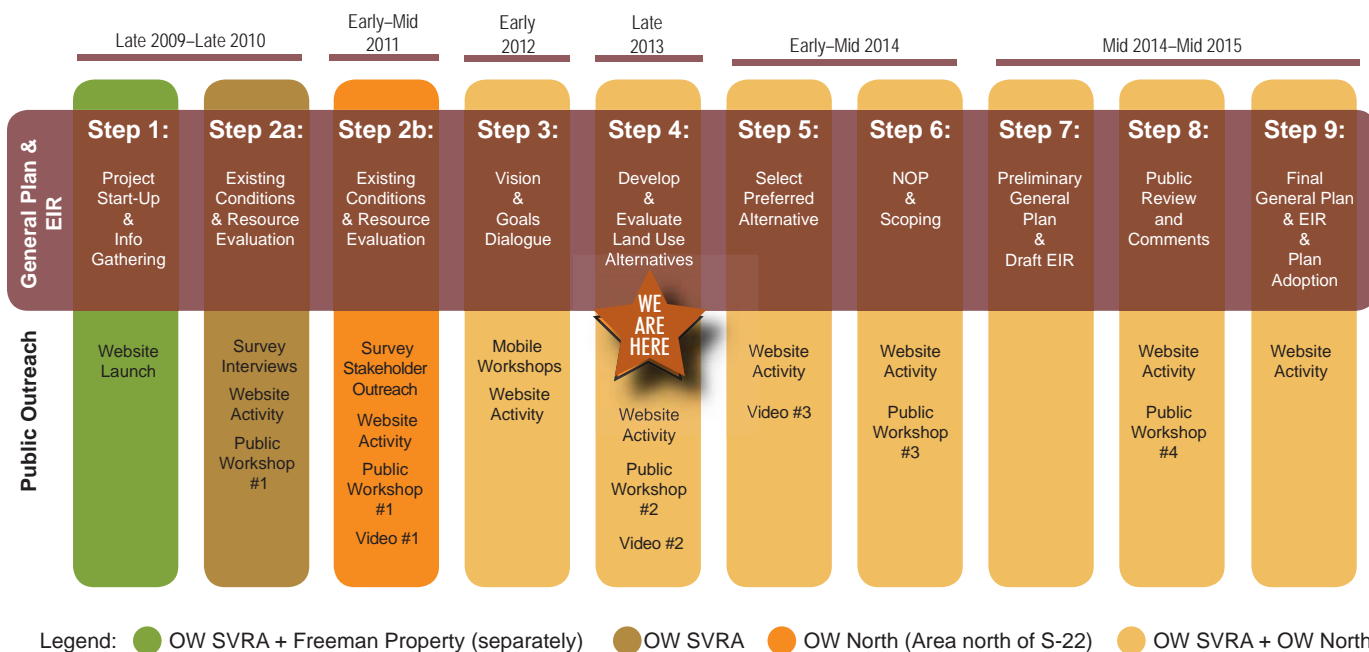 Late 2009–Late 2010
Early–Mid
2011
Early
2012
Late
2013
Early–Mid 2014
Mid 2014–Mid 2015
General Plan &
EIR
Step 1:
Project
Start-Up
&
Info
Gathering
Step 2a:
Existing
Conditions
& Resource
Evaluation
Step 2b:
Existing
Conditions
& Resource
Evaluation
Step 3:
Vision
&
Goals
Dialogue
Step 4:
Develop
&
Evaluate
Land Use
Alternatives
Step 5:
Select
Preferred
Alternative
Step 6:
NOP
&
Scoping
Step 7:
Preliminary
General
Plan
&
Draft EIR
Step 8:
Public
Review
and
Comments
Step 9:
Final
General Plan
& EIR
&
Plan
Adoption
WE
ARE
HERE
Public Outreach
Website
Launch
Survey
Interviews
Website
Activity
Public
Workshop
#1
Survey
Stakeholder
Outreach
Website
Activity
Public
Workshop
#1
Video #1
Mobile
Workshops
Website
Activity
Website
Activity
Public
Workshop
#2
Video #2
Website
Activity
Video #3
Website
Activity
Public
Workshop
#3
Website
Activity
Public
Workshop
#4
Website
Activity
Legend: OW SVRA + Freeman Property (separately) OW SVRA OW North (Area north of S-22) OW SVRA + OW North